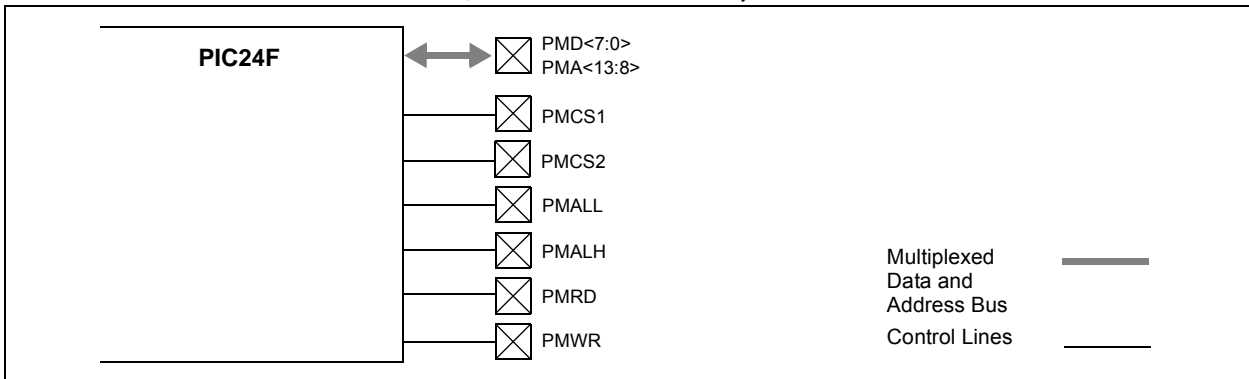 PIC24F
PMD<7:0>
PMA<13:8>
PMCS1
PMCS2
PMALL
PMALH
PMRD
PMWR
Multiplexed
Data and
Address Bus
Control Lines